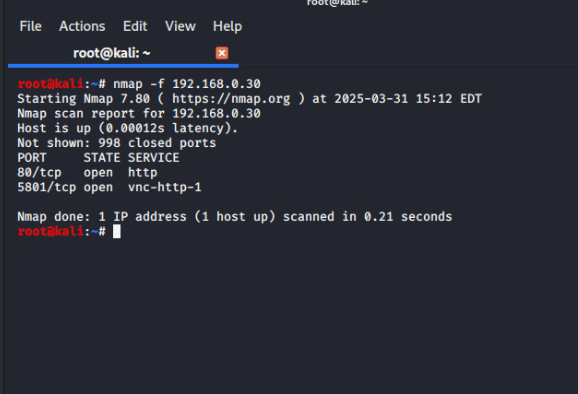 root@kali: ~
File Actions Edit View Help
root@kali: ~
root@kali:~# nmap -f 192.168.0.30
Starting Nmap 7.80 ( https://nmap.org ) at 2025-03-31 15:12 EDT
Nmap scan report for 192.168.0.30
Host is up (0.00012s latency).
Not shown: 998 closed ports
PORT     STATE SERVICE
80/tcp   open  http
5801/tcp open  vnc-http-1
Nmap done: 1 IP address (1 host up) scanned in 0.21 seconds
root@kali:~#